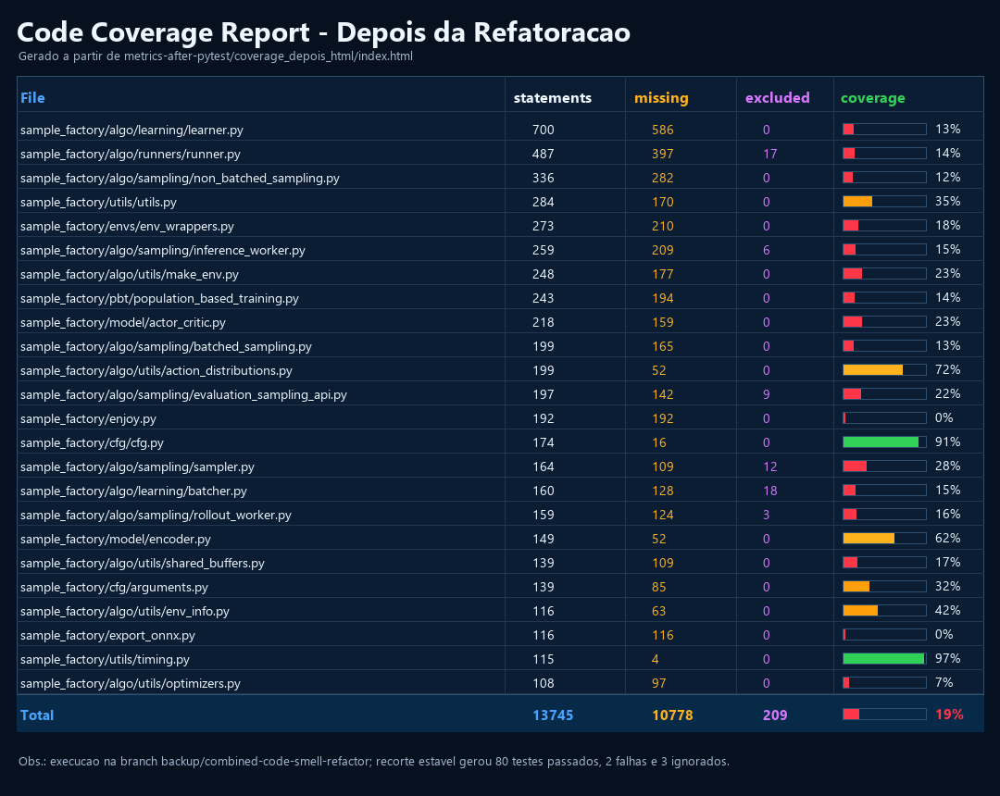 Code Coverage Report - Depois da Refatoracao
Gerado a partir de metrics-after-pytest/coverage_depois_html/index.html
File statements missing excluded coverage
sample_factory/algo/learning/learner.py 700 586 0 13%
sample_factory/algo/runners/runner.py 487 397 17 14%
sample_factory/algo/sampling/non_batched_sampling.py 336 282 0 12%
sample_factory/utils/utils.py 284 170 0 35%
sample_factory/envs/env_wrappers.py 273 210 0 18%
sample_factory/algo/sampling/inference_worker.py 259 209 6 15%
sample_factory/algo/utils/make_env.py 248 177 0 23%
sample_factory/pbt/population_based_training.py 243 194 0 14%
sample_factory/model/actor_critic.py 218 159 0 23%
sample_factory/algo/sampling/batched_sampling.py 199 165 0 13%
sample_factory/algo/utils/action_distributions.py 199 52 0 72%
sample_factory/algo/sampling/evaluation_sampling_api.py 197 142 9 22%
sample_factory/enjoy.py 192 192 0 0%
sample_factory/cfg/cfg.py 174 16 0 91%
sample_factory/algo/sampling/sampler.py 164 109 12 28%
sample_factory/algo/learning/batcher.py 160 128 18 15%
sample_factory/algo/sampling/rollout_worker.py 159 124 3 16%
sample_factory/model/encoder.py 149 52 0 62%
sample_factory/algo/utils/shared_buffers.py 139 109 0 17%
sample_factory/cfg/arguments.py 139 85 0 32%
sample_factory/algo/utils/env_info.py 116 63 0 42%
sample_factory/export_onnx.py 116 116 0 0%
sample_factory/utils/timing.py 115 4 0 97%
sample_factory/algo/utils/optimizers.py 108 97 0 7%
Total 13745 10778 209 19%
Obs.: execucao na branch backup/combined-code-smell-refactor; recorte estavel gerou 80 testes passados, 2 falhas e 3 ignorados.